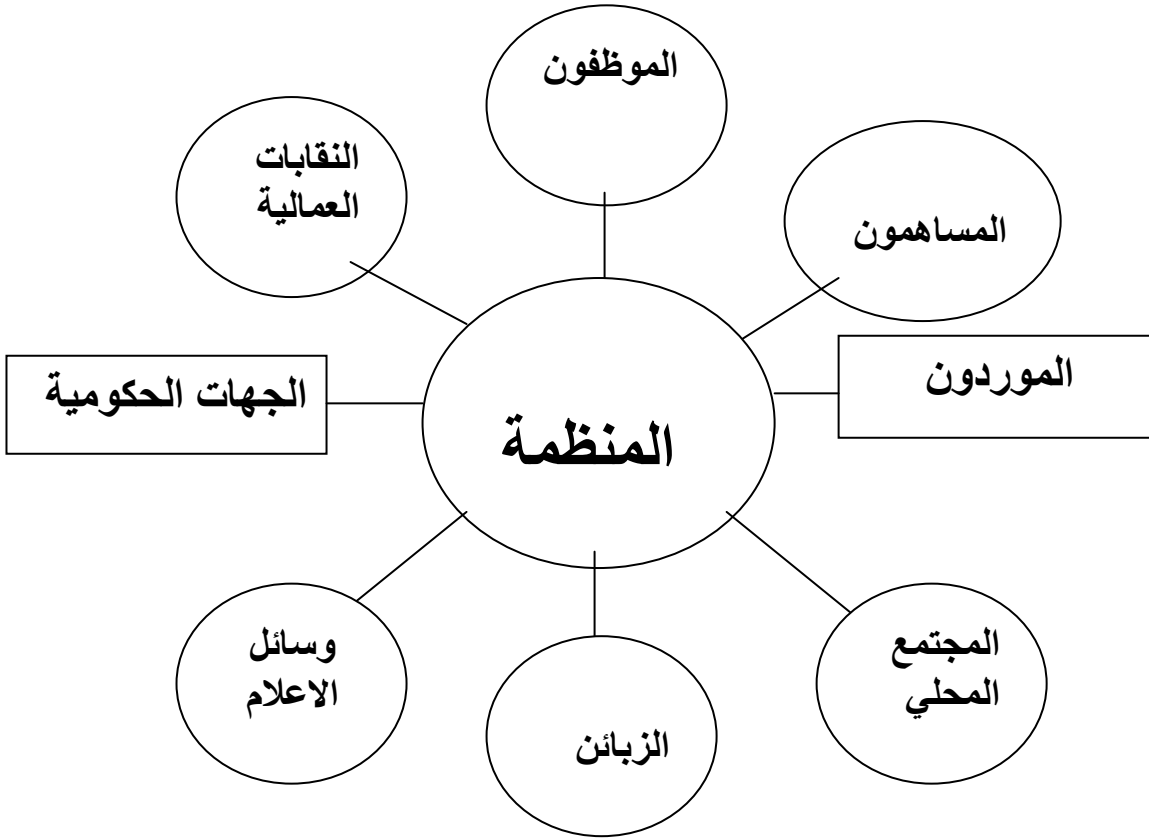 الموظفون
النقابات
العمالية
المساهمون
الموردون
الجهات الحكومية
المنظمة
المجتمع
المحلي
وسائل
الاعلام
الزبائن